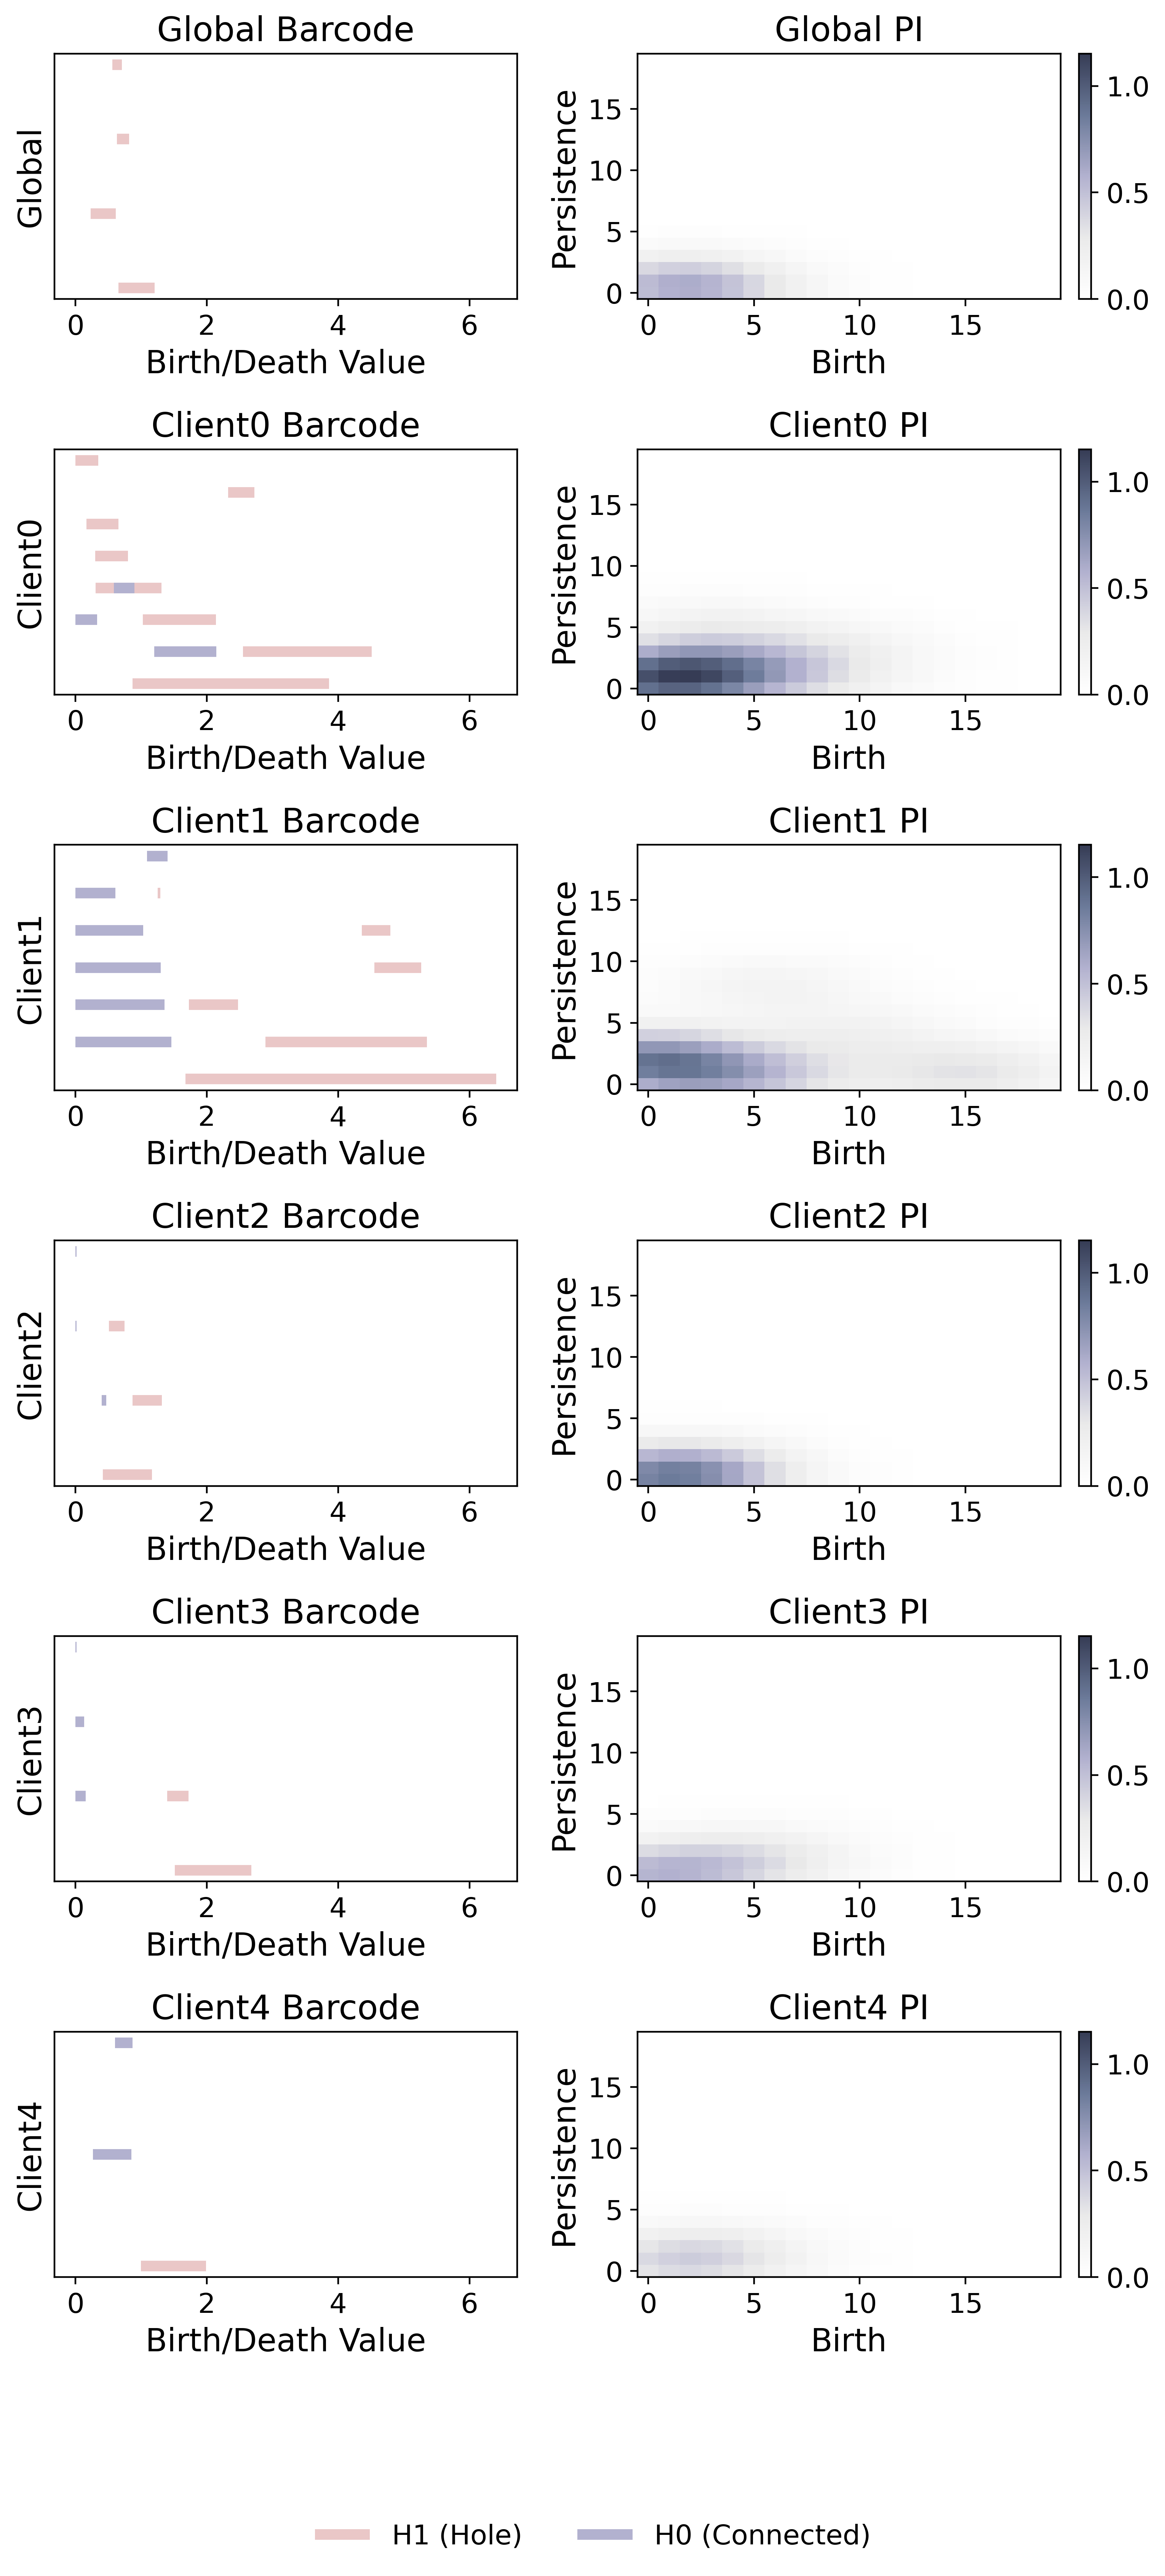 Global Barcode
Global PI
Global
Persistence
15
10
5
0
1.0
0.5
0.0
0 2 4 6
0 5 10 15
Birth/Death Value
Birth
Client0 Barcode
Client0 PI
Client0
Persistence
15
10
5
0
1.0
0.5
0.0
0 2 4 6
0 5 10 15
Birth/Death Value
Birth
Client1 Barcode
Client1 PI
Client1
Persistence
15
10
5
0
1.0
0.5
0.0
0 2 4 6
0 5 10 15
Birth/Death Value
Birth
Client2 Barcode
Client2 PI
Client2
Persistence
15
10
5
0
1.0
0.5
0.0
0 2 4 6
0 5 10 15
Birth/Death Value
Birth
Client3 Barcode
Client3 PI
Client3
Persistence
15
10
5
0
1.0
0.5
0.0
0 2 4 6
0 5 10 15
Birth/Death Value
Birth
Client4 Barcode
Client4 PI
Client4
Persistence
15
10
5
0
1.0
0.5
0.0
0 2 4 6
0 5 10 15
Birth/Death Value
Birth
H1 (Hole)
H0 (Connected)